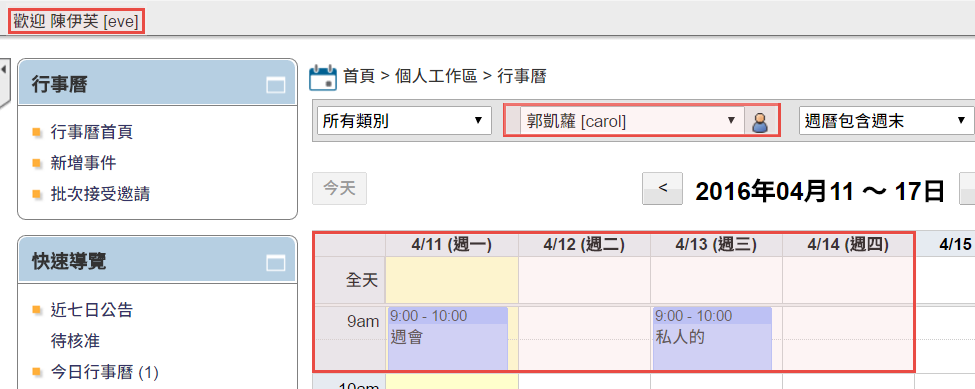 歡迎 陳伊芙 [eve]
行事曆
首頁 > 個人工作區 > 行事曆
行事曆首頁
新增事件
批次接受邀請
所有類別
郭凱蘿 [carol]
週曆包含週末
今天
<
2016年04月11 ～ 17日
快速導覽
近七日公告
待核准
今日行事曆 (1)
4/11 (週一)
4/12 (週二)
4/13 (週三)
4/14 (週四)
4/15
全天
9am
9:00 - 10:00
週會
9:00 - 10:00
私人的
10am